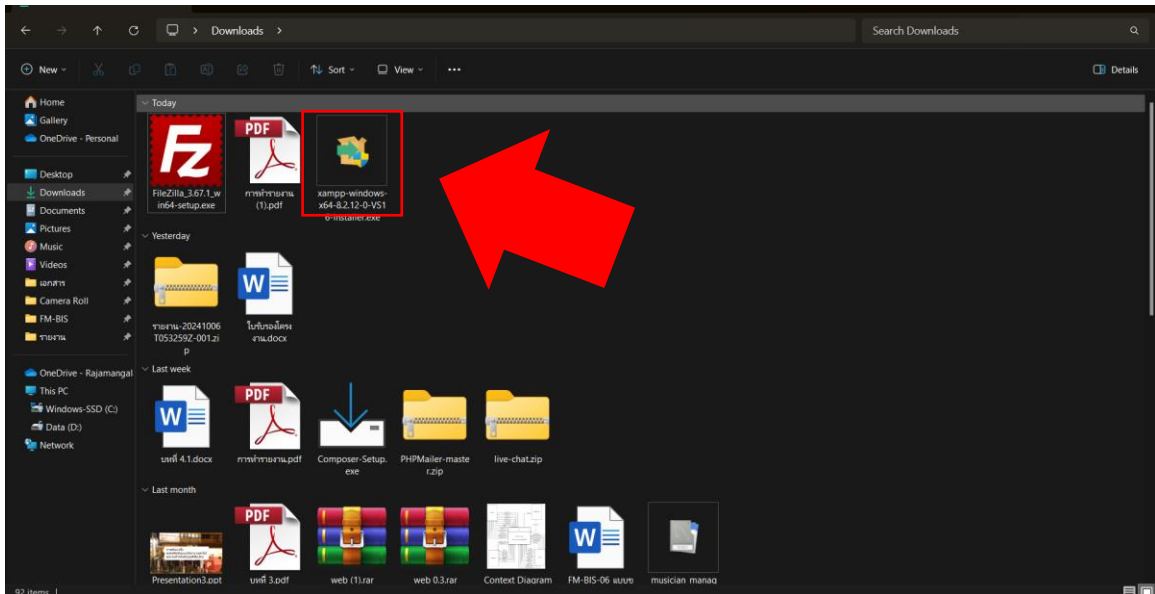 Downloads
Search Downloads
New
Sort
View
Details
Home
Gallery
OneDrive - Personal
Desktop
Downloads
Documents
Pictures
Music
Videos
เอกสาร
Camera Roll
FM-BIS
รายงาน
OneDrive - Rajamangal
This PC
Windows-SSD (C:)
Data (D:)
Network
Today
Fz
FileZilla_3.67.1_w
in64-setup.exe
PDF
การทำรายงาน
(1).pdf
xampp-windows-
x64-8.2.12-0-VS1
6-installer.exe
Yesterday
รายงาน-20241006
T053259Z-001.zi
p
W
ใบรับรองโครง
งาน.docx
Last week
W
บทที่ 4.1.docx
PDF
การทำรายงาน.pdf
Composer-Setup.
exe
PHPMailer-maste
r.zip
live-chat.zip
Last month
Presentation3.ppt
PDF
บทที่ 3.pdf
web (1).rar
web 0.3.rar
Context Diagram
W
FM-BIS-06 แบบข
musician manag
92 items